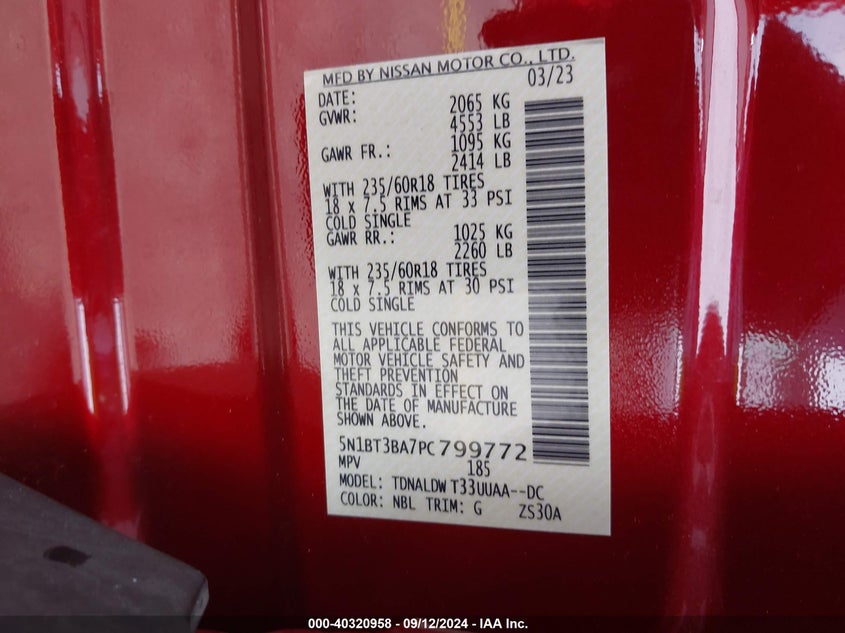 MFD BY NISSAN MOTOR CO., LTD.
DATE: 03/23
GVWR: 2065 KG
4553 LB
GAWR FR.: 1095 KG
2414 LB
WITH 235/60R18 TIRES
18 x 7.5 RIMS AT 33 PSI
COLD SINGLE
GAWR RR.: 1025 KG
2260 LB
WITH 235/60R18 TIRES
18 x 7.5 RIMS AT 30 PSI
COLD SINGLE
THIS VEHICLE CONFORMS TO
ALL APPLICABLE FEDERAL
MOTOR VEHICLE SAFETY AND
THEFT PREVENTION
STANDARDS IN EFFECT ON
THE DATE OF MANUFACTURE
SHOWN ABOVE.
5N1BT3BA7PC799772
MPV 185
MODEL: TDNALDW T33UUAA--DC
COLOR: NBL TRIM: G ZS30A
000-40320958 - 09/12/2024 - IAA Inc.